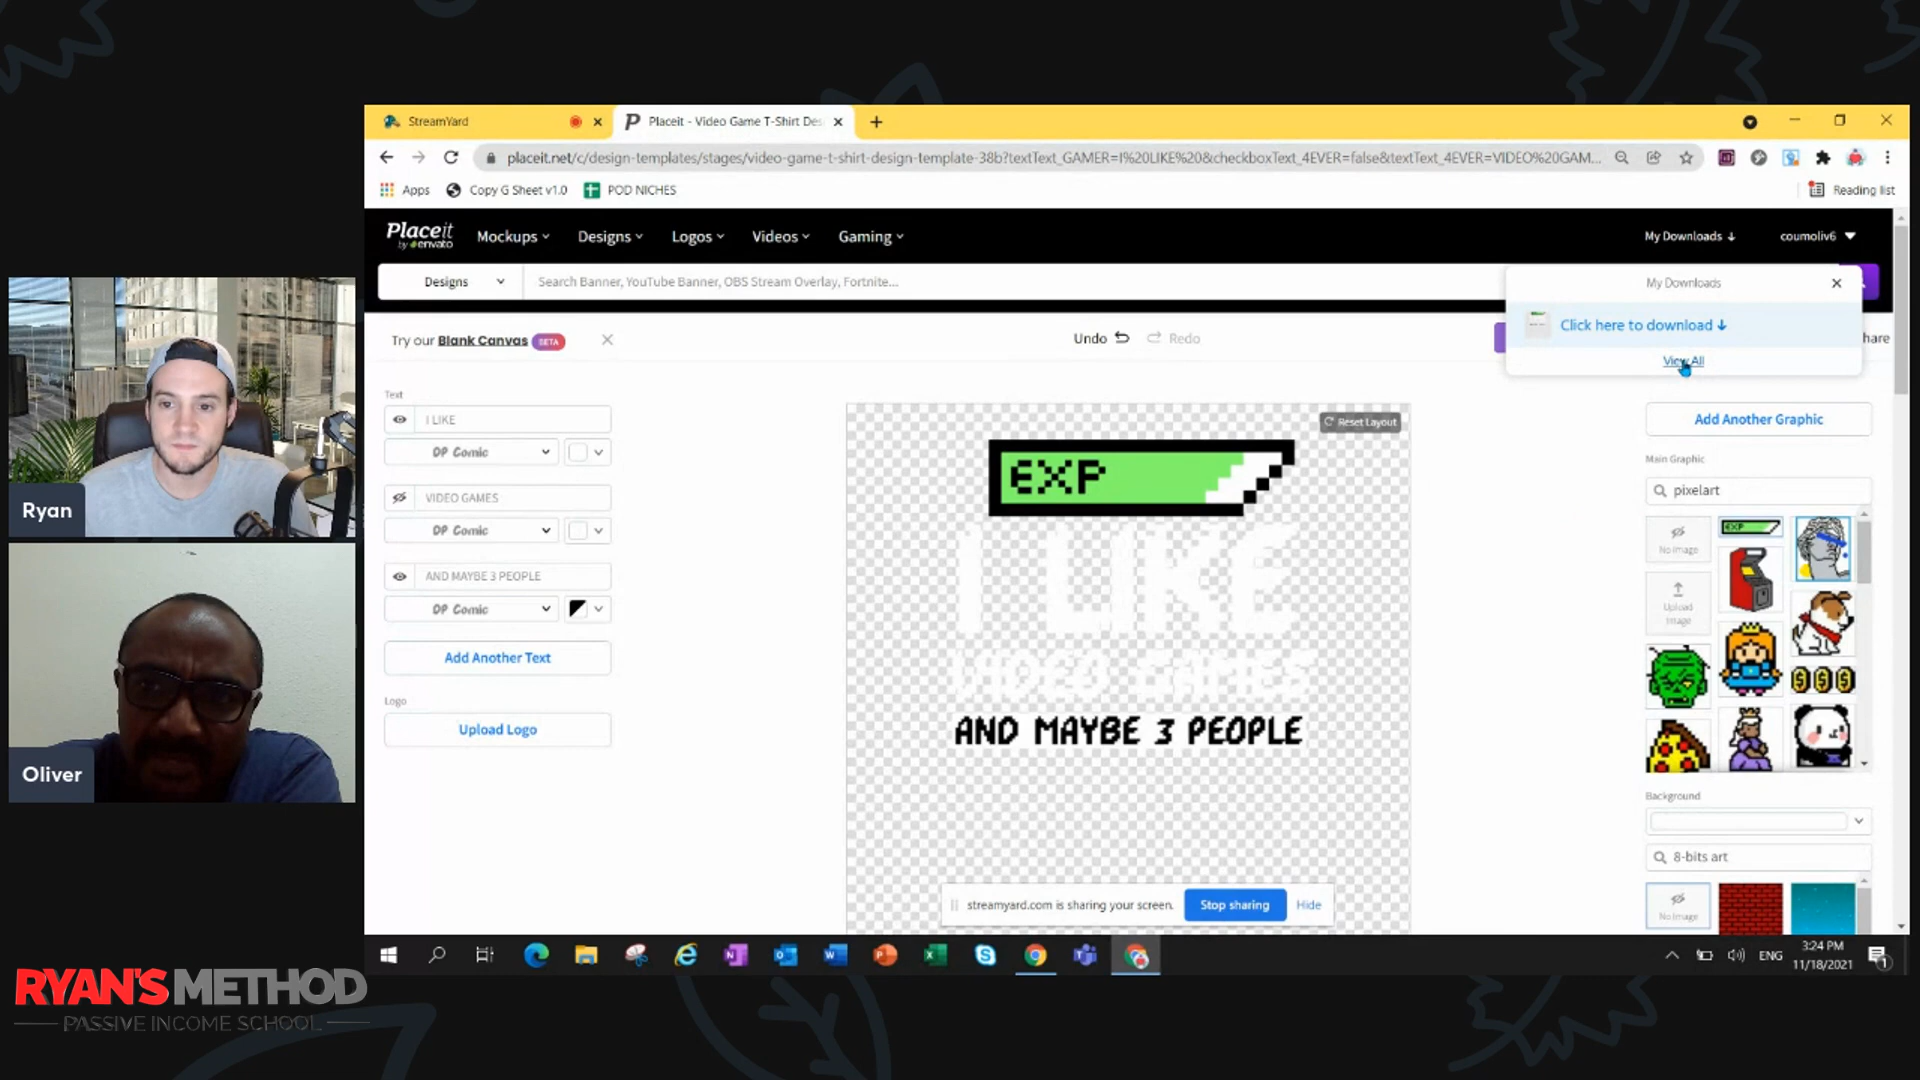 StreamYard
Placeit - Video Game T-Shirt Des
placeit.net/c/design-templates/stages/video-game-t-shirt-design-template-38b?textText_GAMER=I%20LIKE%20&checkboxText_4EVER=false&textText_4EVER=VIDEO%20GAM...
Apps
Copy G Sheet v1.0
POD NICHES
Reading list
Placeit
by envato
Mockups
Designs
Logos
Videos
Gaming
My Downloads
coumoliv6
Designs
Search Banner, YouTube Banner, OBS Stream Overlay, Fortnite...
My Downloads
Click here to download
View All
Try our Blank Canvas BETA
Undo
Redo
hare
Text
I LIKE
DP Comic
VIDEO GAMES
DP Comic
AND MAYBE 3 PEOPLE
DP Comic
Add Another Text
Logo
Upload Logo
Reset Layout
EXP
I LIKE
VIDEO GAMES
AND MAYBE 3 PEOPLE
Add Another Graphic
Main Graphic
pixelart
No Image
EXP
Upload
Image
Background
8-bits art
No Image
streamyard.com is sharing your screen.
Stop sharing
Hide
ENG
3:24 PM
11/18/2021
1
Ryan
Oliver
RYAN'S METHOD
PASSIVE INCOME SCHOOL